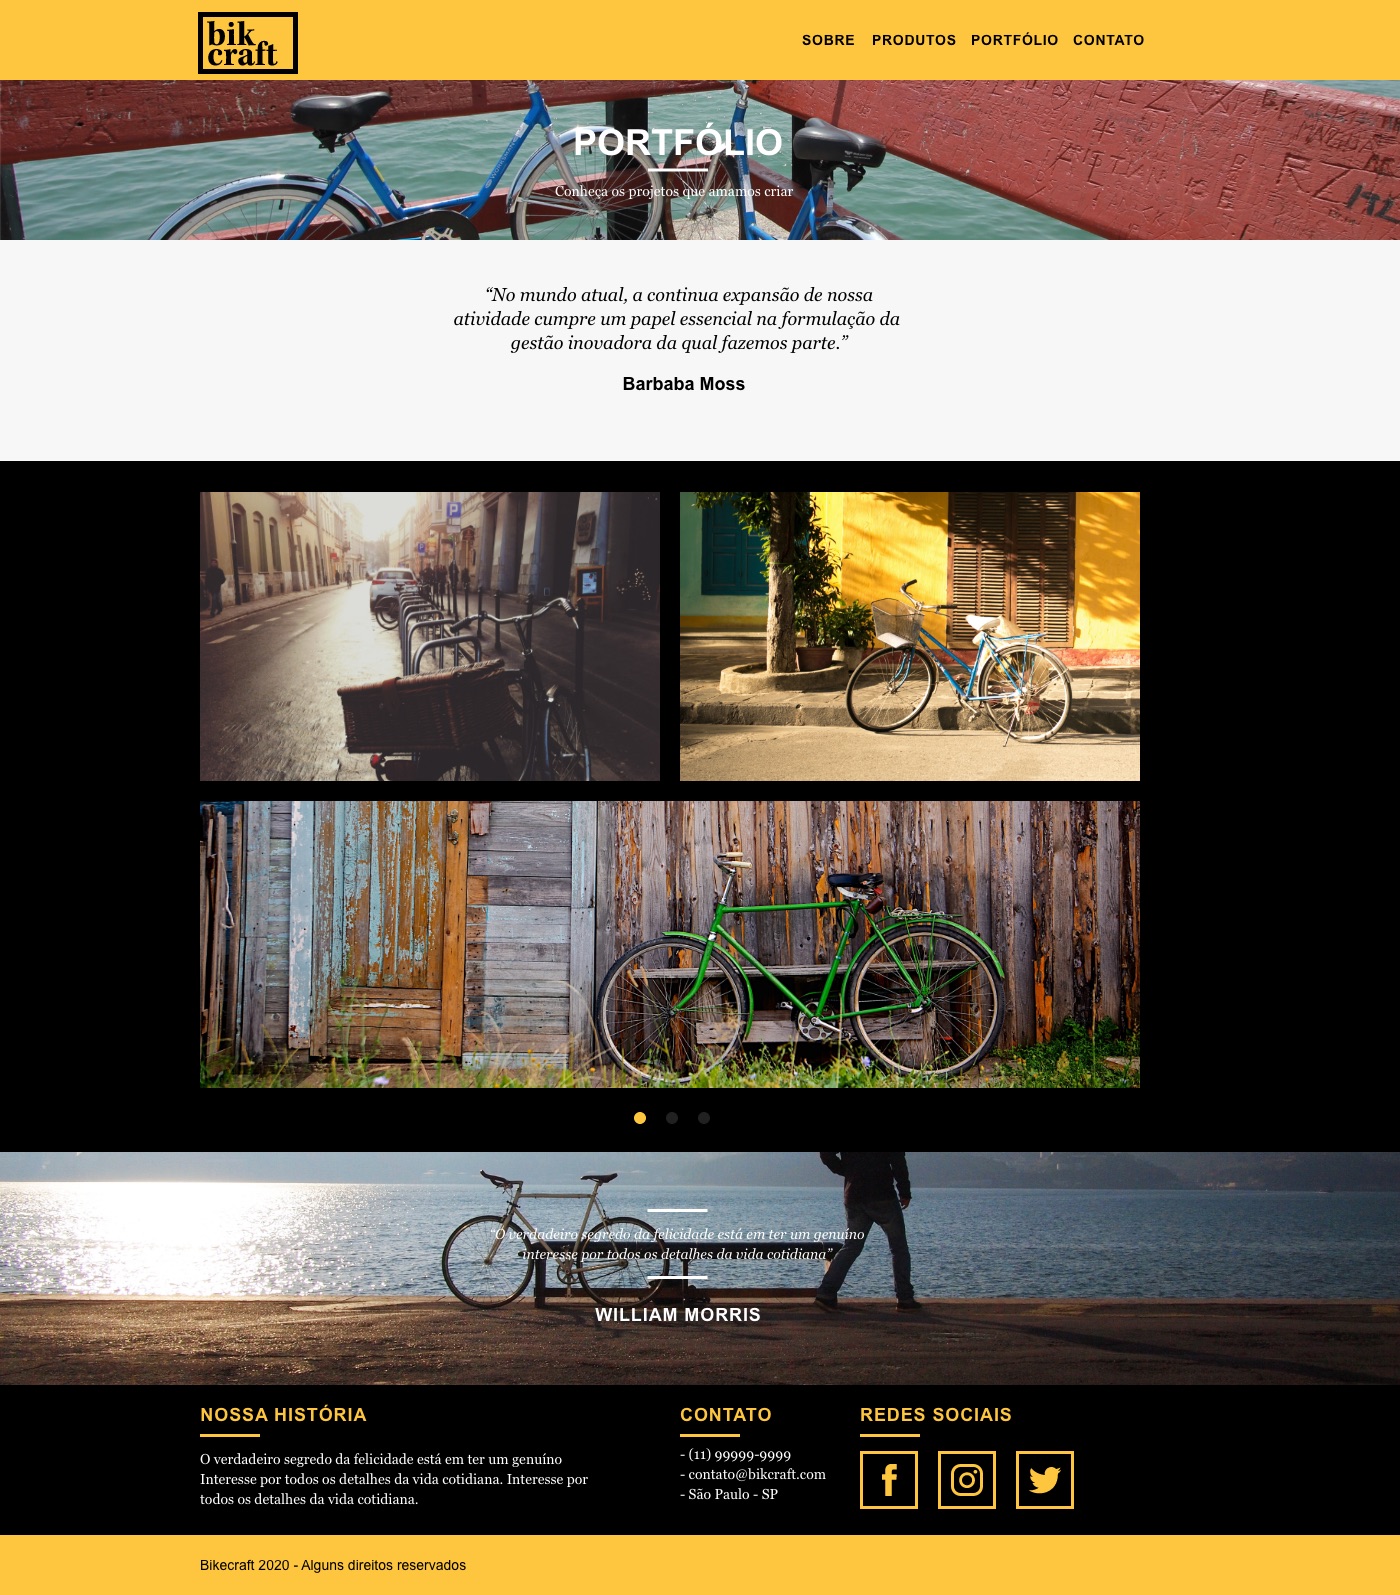 bik
craft
SOBRE PRODUTOS PORTFÓLIO CONTATO
PORTFÓLIO
Conheça os projetos que amamos criar
“No mundo atual, a continua expansão de nossa
atividade cumpre um papel essencial na formulação da
gestão inovadora da qual fazemos parte.”
Barbaba Moss
P
“O verdadeiro segredo da felicidade está em ter um genuíno
interesse por todos os detalhes da vida cotidiana”
WILLIAM MORRIS
NOSSA HISTÓRIA
O verdadeiro segredo da felicidade está em ter um genuíno
Interesse por todos os detalhes da vida cotidiana. Interesse por
todos os detalhes da vida cotidiana.
CONTATO
- (11) 99999-9999
- contato@bikcraft.com
- São Paulo - SP
REDES SOCIAIS
Bikecraft 2020 - Alguns direitos reservados